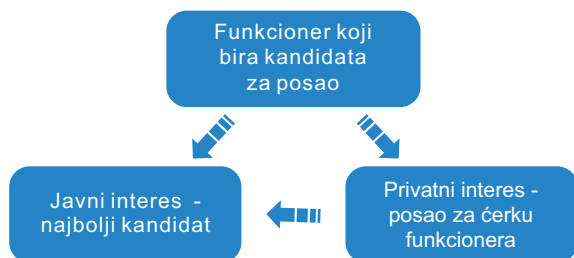 Funkcioner koji
bira kandidata
za posao
Javni interes -
najbolji kandidat
Privatni interes -
posao za ćerku
funkcionera